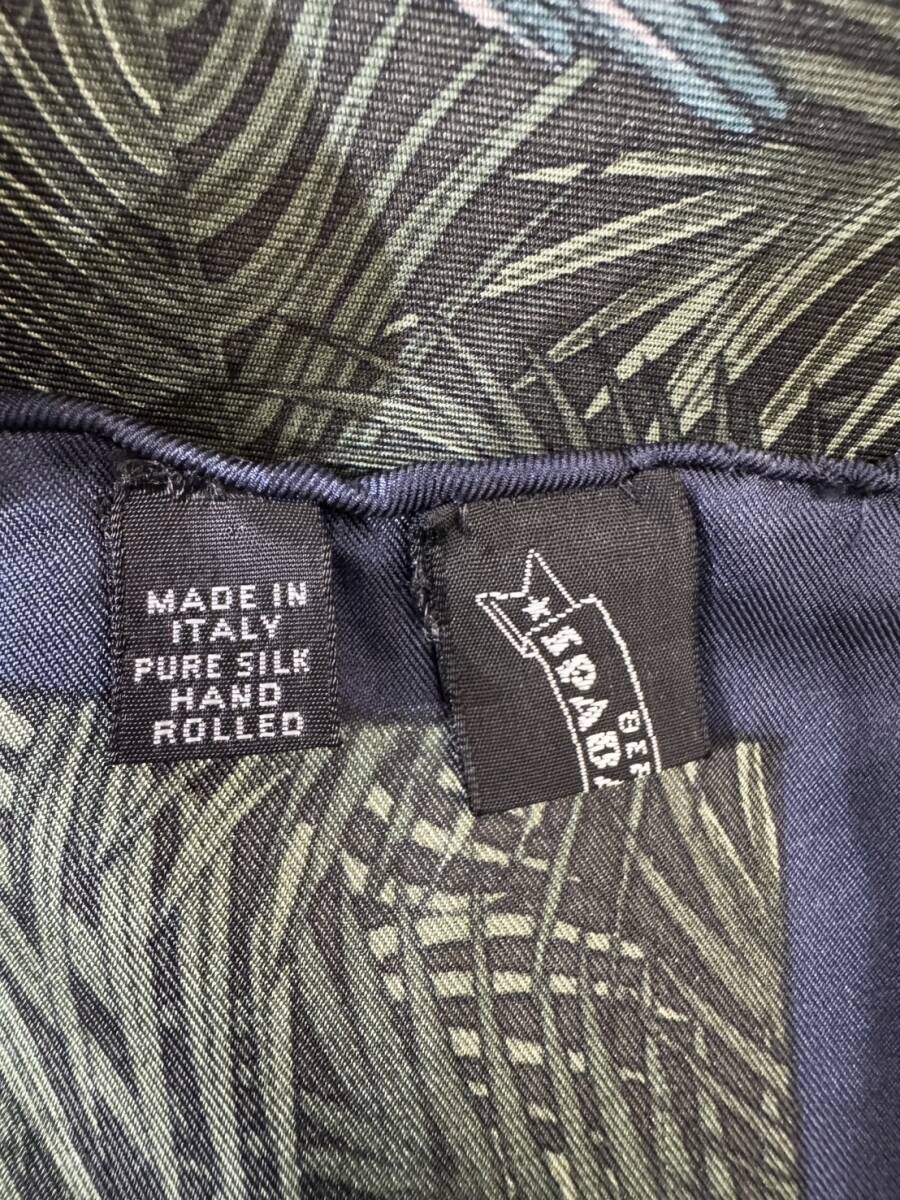 MADE IN
ITALY
PURE SILK
HAND
ROLLED